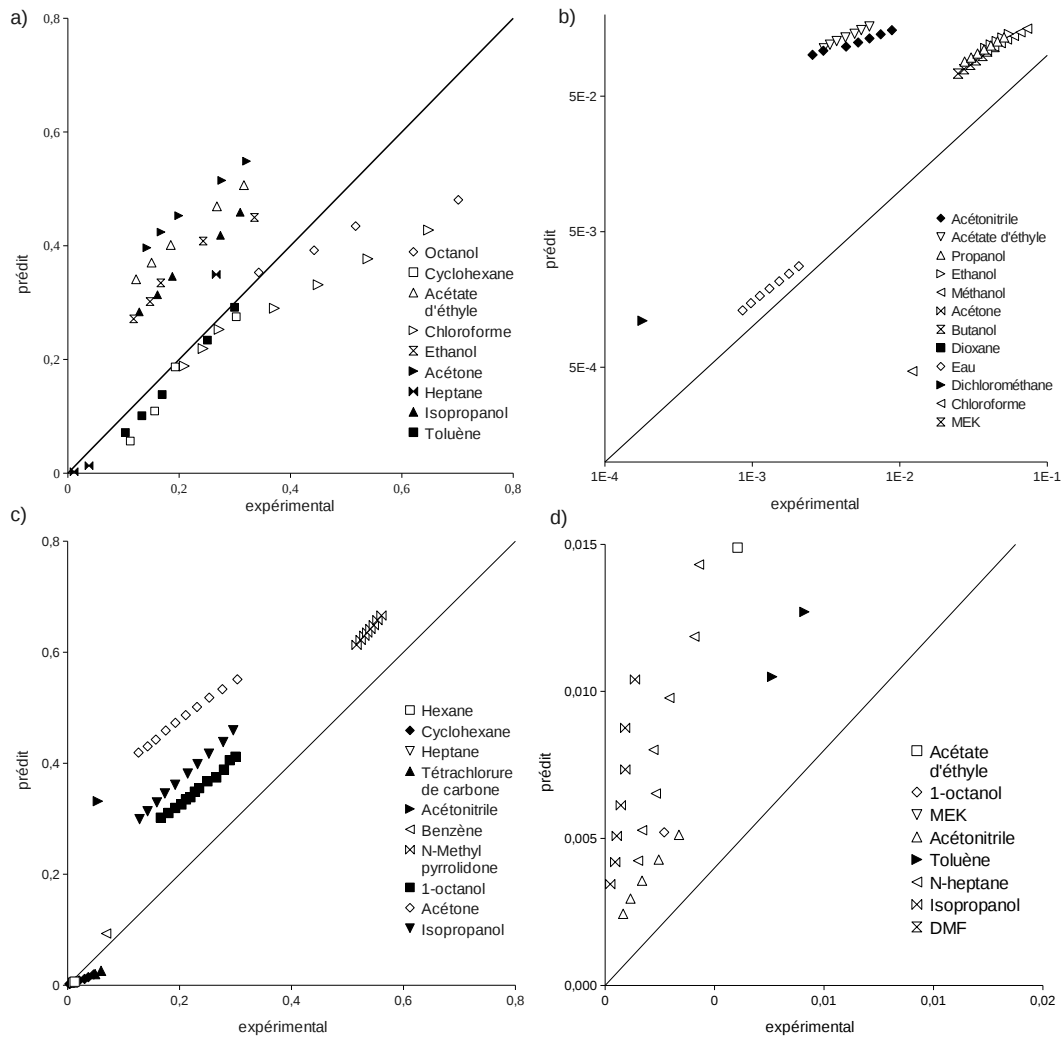 a)
0,8
0,6
0,4
0,2
0
0
0,2
0,4
0,6
0,8
prédit
expérimental
Octanol
Cyclohexane
Acétate
d'éthyle
Chloroforme
Ethanol
Acétone
Heptane
Isopropanol
Toluène
b)
5E-2
5E-3
5E-4
1E-4
1E-3
1E-2
1E-1
prédit
expérimental
Acétonitrile
Acétate d'éthyle
Propanol
Ethanol
Méthanol
Acétone
Butanol
Dioxane
Eau
Dichlorométhane
Chloroforme
MEK
c)
0,8
0,6
0,4
0,2
0
0
0,2
0,4
0,6
0,8
prédit
expérimental
Hexane
Cyclohexane
Heptane
Tétrachlorure
de carbone
Acétonitrile
Benzène
N-Methyl
pyrrolidone
1-octanol
Acétone
Isopropanol
d)
0,015
0,010
0,005
0,000
0
0
0,01
0,01
0,02
prédit
expérimental
Acétate
d'éthyle
1-octanol
MEK
Acétonitrile
Toluène
N-heptane
Isopropanol
DMF